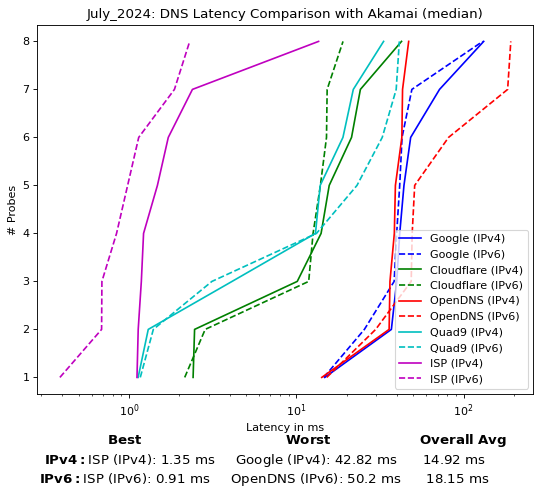 July_2024: DNS Latency Comparison with Akamai (median)
8
7
6
5
4
3
2
1
# Probes
Google (IPv4)
Google (IPv6)
Cloudflare (IPv4)
Cloudflare (IPv6)
OpenDNS (IPv4)
OpenDNS (IPv6)
Quad9 (IPv4)
Quad9 (IPv6)
ISP (IPv4)
ISP (IPv6)
10⁰ 10¹ 10²
Latency in ms
Best Worst Overall Avg
IPv4: ISP (IPv4): 1.35 ms Google (IPv4): 42.82 ms 14.92 ms
IPv6: ISP (IPv6): 0.91 ms OpenDNS (IPv6): 50.2 ms 18.15 ms